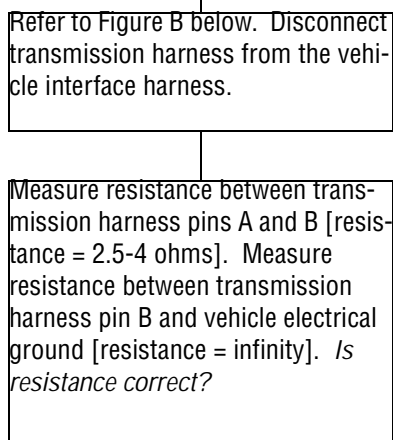 Refer to Figure B below.  Disconnect
transmission harness from the vehi-
cle interface harness.
Measure resistance between trans-
mission harness pins A and B [resis-
tance = 2.5-4 ohms].  Measure
resistance between transmission
harness pin B and vehicle electrical
ground [resistance = infinity].  Is
resistance correct?